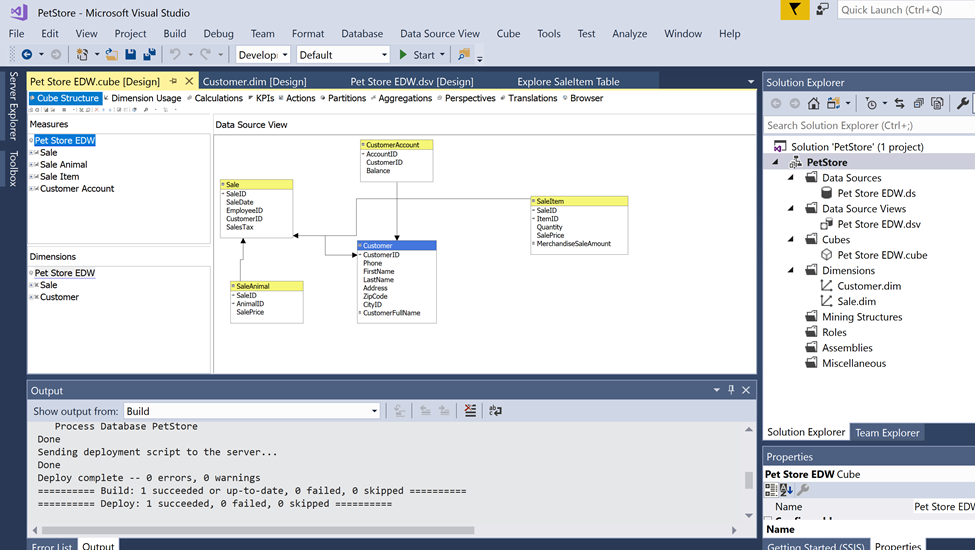 PetStore - Microsoft Visual Studio
Quick Launch (Ctrl+Q)
File Edit View Project Build Debug Team Format Database Data Source View Cube Tools Test Analyze Window Help
Develop Default Start
Server Explorer
Toolbox
Pet Store EDW.cube [Design] Customer.dim [Design] Pet Store EDW.dsv [Design] Explore SaleItem Table
Cube Structure Dimension Usage Calculations KPIs Actions Partitions Aggregations Perspectives Translations Browser
Measures
Pet Store EDW
Sale
Sale Animal
Sale Item
Customer Account
Dimensions
Pet Store EDW
Sale
Customer
Data Source View
CustomerAccount
AccountID
CustomerID
Balance
Sale
SaleID
SaleDate
EmployeeID
CustomerID
SalesTax
SaleItem
SaleID
ItemID
Quantity
SalePrice
MerchandiseSaleAmount
Customer
CustomerID
Phone
FirstName
LastName
Address
ZipCode
CityID
CustomerFullName
SaleAnimal
SaleID
AnimalID
SalePrice
Output
Show output from: Build
Process Database PetStore
Done
Sending deployment script to the server...
Done
Deploy complete -- 0 errors, 0 warnings
========== Build: 1 succeeded or up-to-date, 0 failed, 0 skipped ==========
========== Deploy: 1 succeeded, 0 failed, 0 skipped ==========
Error List Output
Solution Explorer
Search Solution Explorer (Ctrl+;)
Solution 'PetStore' (1 project)
PetStore
Data Sources
Pet Store EDW.ds
Data Source Views
Pet Store EDW.dsv
Cubes
Pet Store EDW.cube
Dimensions
Customer.dim
Sale.dim
Mining Structures
Roles
Assemblies
Miscellaneous
Solution Explorer Team Explorer
Properties
Pet Store EDW Cube
Name Pet Store EDW
Name
Getting Started (SSIS) Properties